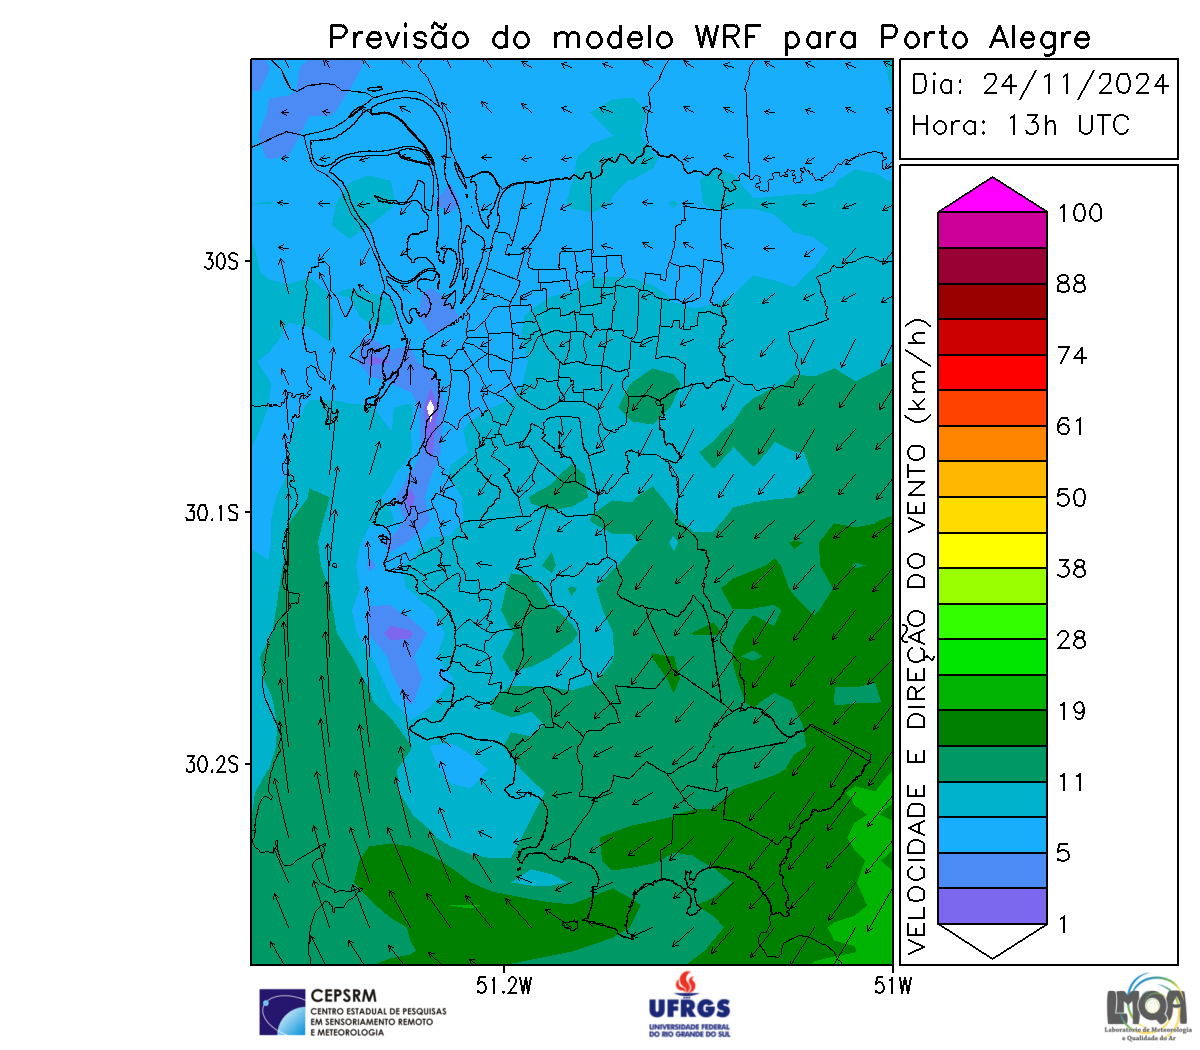 Previsão do modelo WRF para Porto Alegre
Dia: 24/11/2024
Hora: 13h UTC
100
88
74
61
50
38
28
19
11
5
1
VELOCIDADE E DIREÇÃO DO VENTO (km/h)
30S
30.1S
30.2S
51.2W
51W
CEPSRM
CENTRO ESTADUAL DE PESQUISAS
EM SENSORIAMENTO REMOTO
E METEOROLOGIA
UFRGS
UNIVERSIDADE FEDERAL
DO RIO GRANDE DO SUL
LMQA
Laboratório de Meteorologia
e Qualidade do Ar